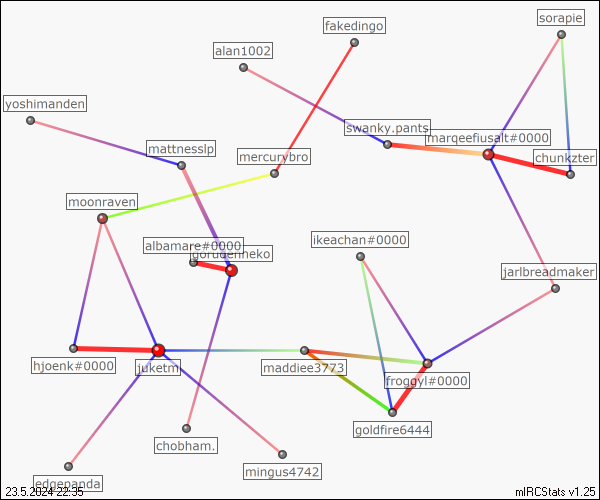 sorapie
fakedingo
alan1002
yoshimanden
swanky.pants
marqeefiusalt#0000
mattnesslp
mercurybro
chunkzter
moonraven
ikeachan#0000
albamare#0000
gorudenneko
jarlbreadmaker
hjoenk#0000
juketm
maddiee3773
froggyl#0000
goldfire6444
chobham.
mingus4742
edgepanda
23.5.2024 22:35
mIRCStats v1.25